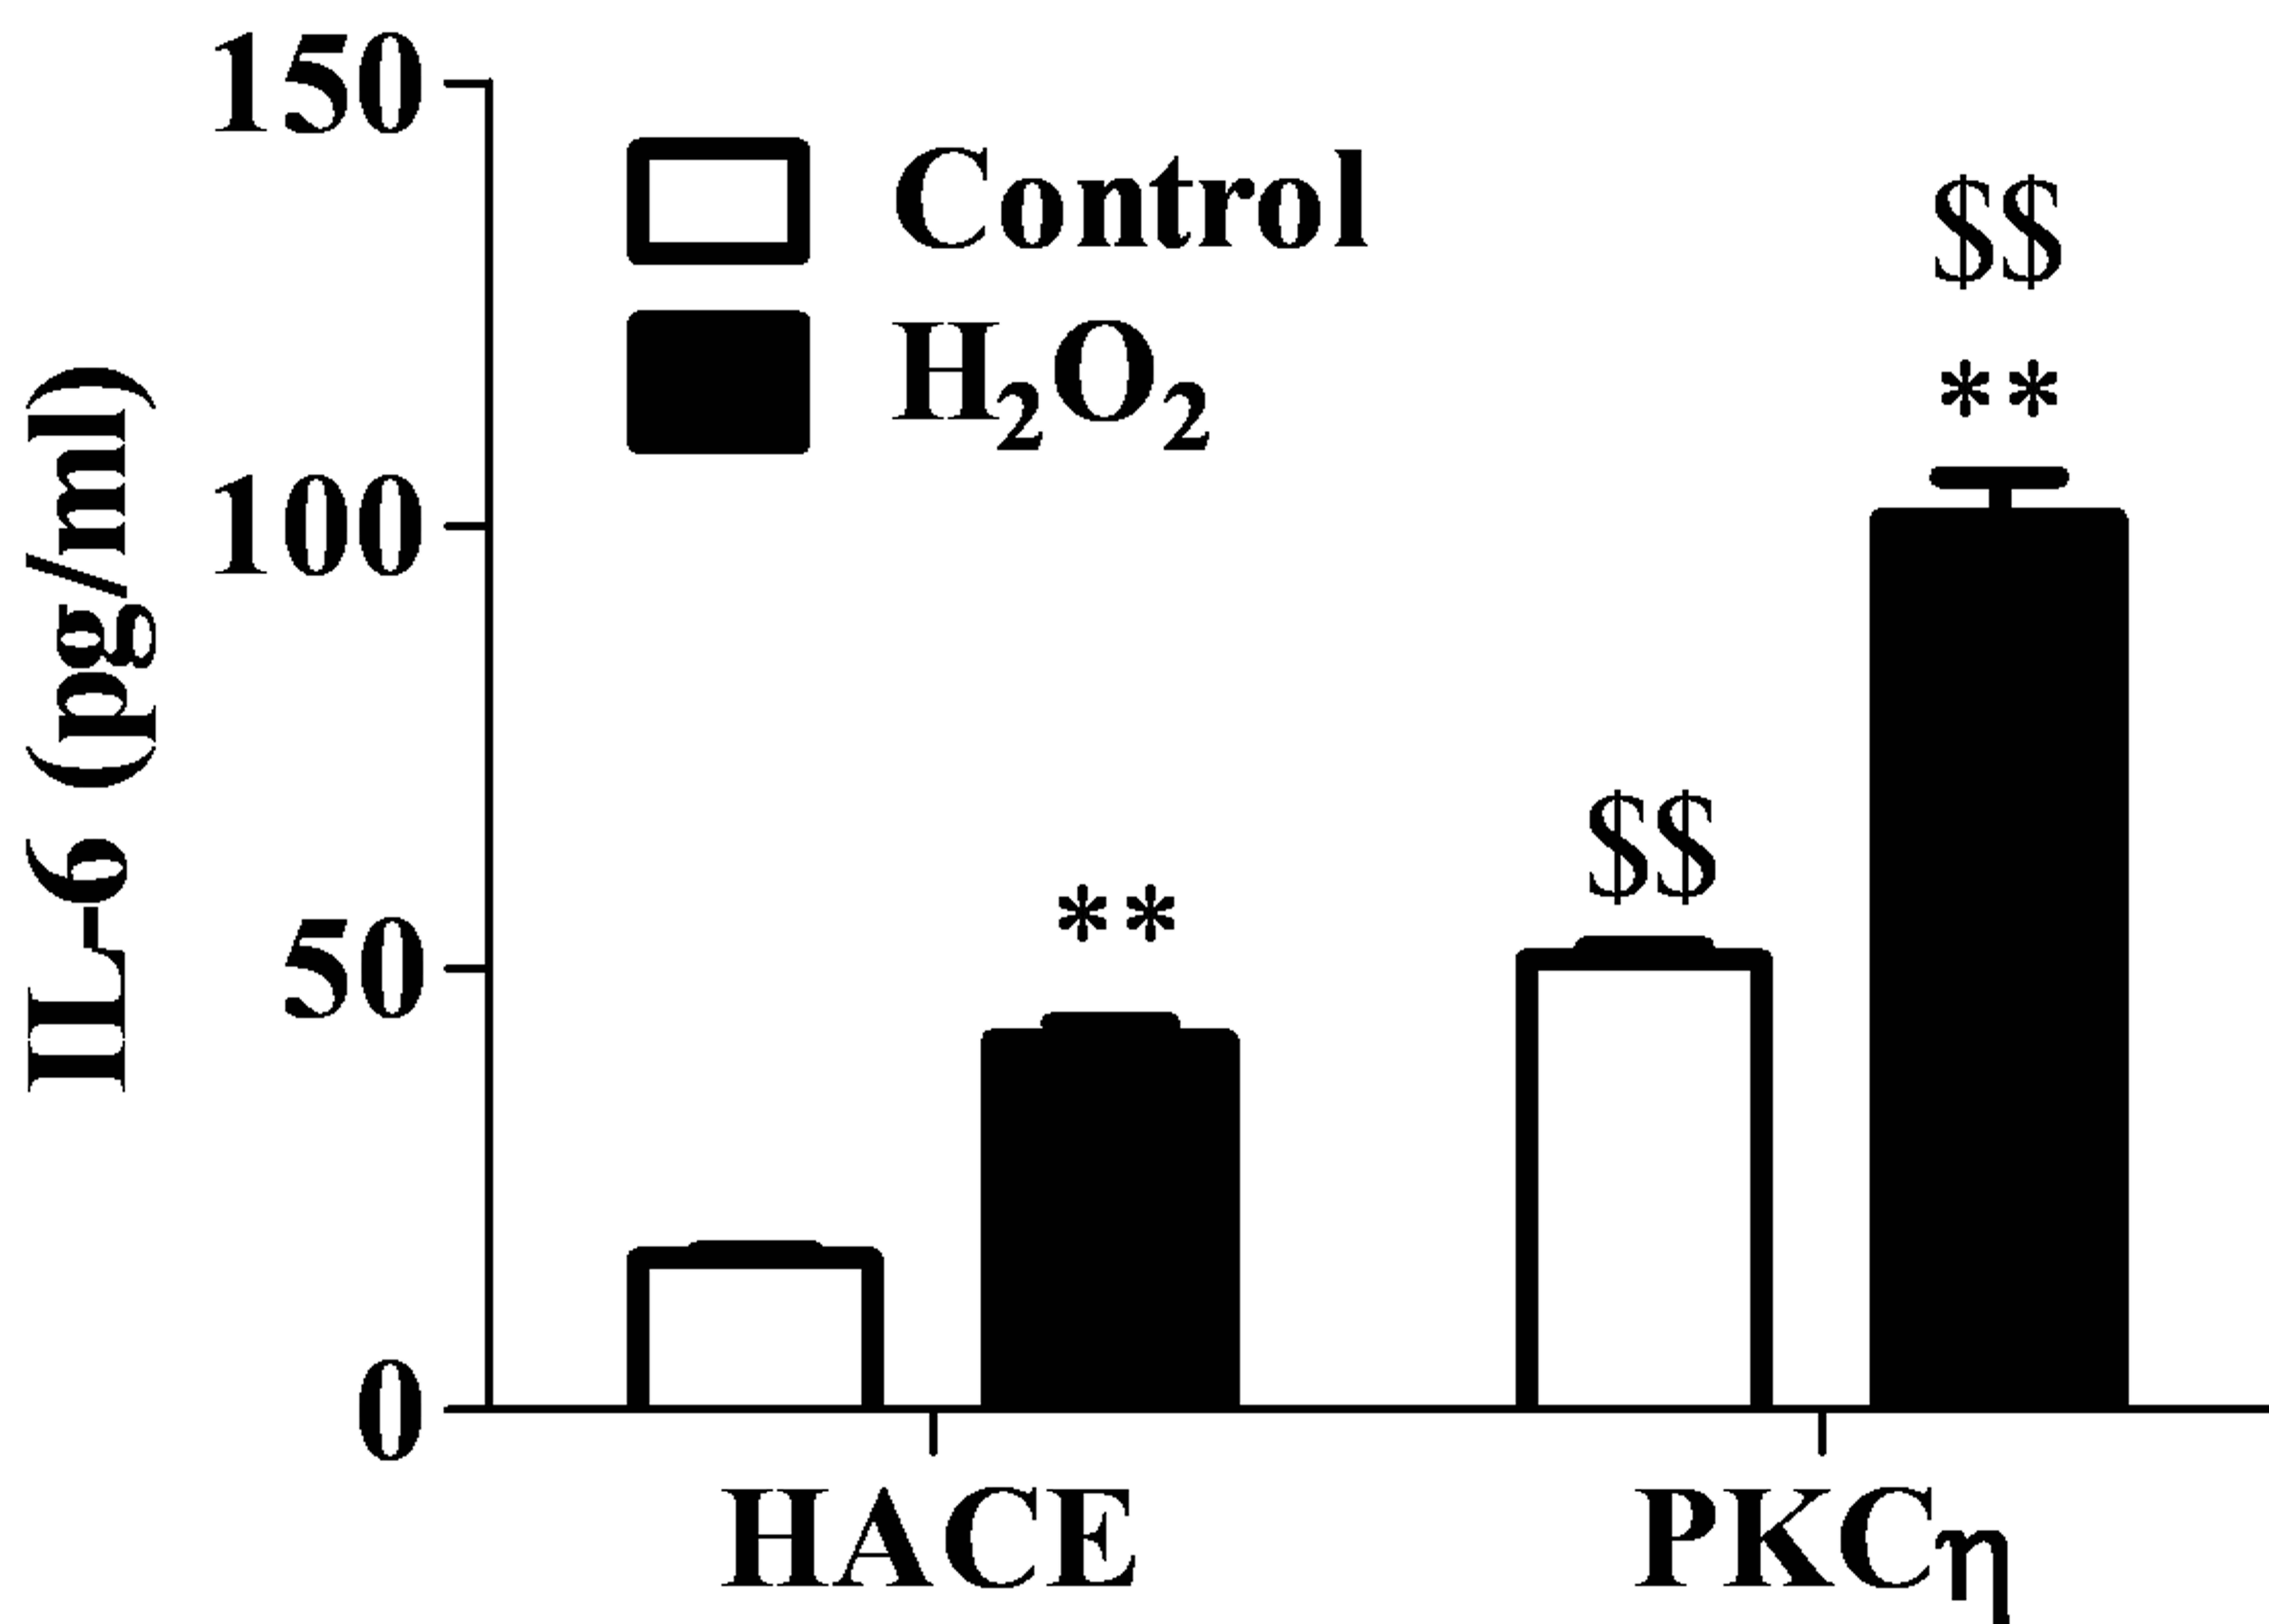 IL-6 (pg/ml)
150
100
50
0
Control
H₂O₂
**
$$
$$
**
HACE
PKCη